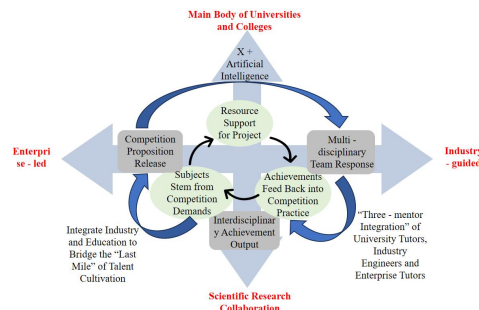 Main Body of Universities
and Colleges
X +
Artificial
Intelligence
Resource
Support
for Project
Competition
Proposition
Release
Multi -
disciplinary
Team Response
Enterpri
se - led
Industry
- guided
Subjects
Stem from
Competition
Demands
Achievements
Feed Back into
Competition
Practice
Interdisciplinar
y Achievement
Output
Integrate Industry
and Education to
Bridge the “Last
Mile” of Talent
Cultivation
“Three - mentor
Integration” of
University Tutors,
Industry
Engineers and
Enterprise Tutors
Scientific Research
Collaboration